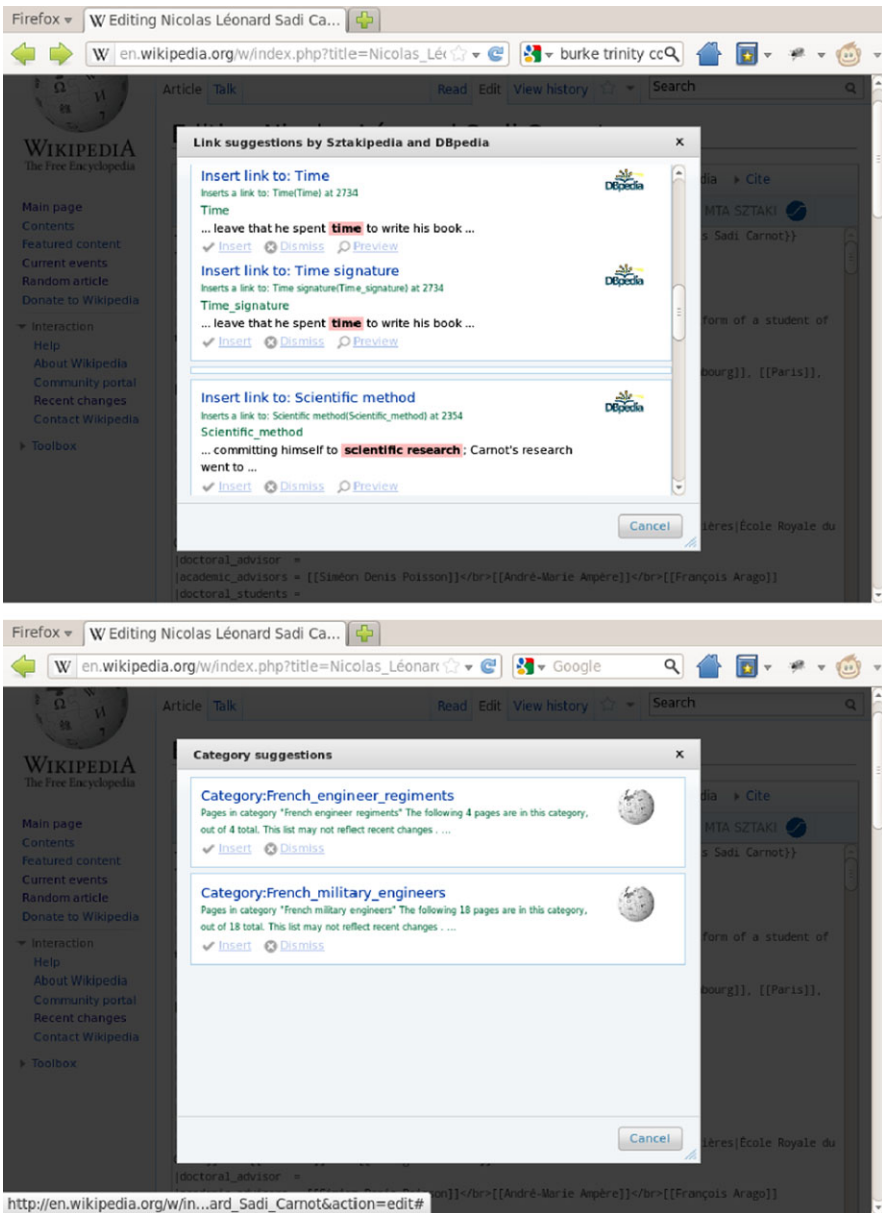 Firefox
W Editing Nicolas Léonard Sadi Ca...
W en.wikipedia.org/w/index.php?title=Nicolas_Léo
burke trinity cc
Article Talk Read Edit View history Search
WIKIPEDIA
The Free Encyclopedia
Main page
Contents
Featured content
Current events
Random article
Donate to Wikipedia
Interaction
Help
About Wikipedia
Community portal
Recent changes
Contact Wikipedia
Toolbox
Link suggestions by Sztakipedia and DBpedia x
Insert link to: Time
DBpedia
Inserts a link to: Time(Time) at 2734
Time
... leave that he spent time to write his book ...
Insert Dismiss Preview
Insert link to: Time signature
DBpedia
Inserts a link to: Time signature(Time_signature) at 2734
Time_signature
... leave that he spent time to write his book ...
Insert Dismiss Preview
Insert link to: Scientific method
DBpedia
Inserts a link to: Scientific method(Scientific_method) at 2354
Scientific_method
... committing himself to scientific research; Carnot's research
went to ...
Insert Dismiss Preview
Cancel
dia Cite
MTA SZTAKI
s Sadi Carnot}}
form of a student of
bourg]], [[Paris]],
ières|École Royale du
|doctoral_advisor =
|academic_advisors = [[Siméon Denis Poisson]]</br>[[André-Marie Ampère]]</br>[[François Arago]]
|doctoral_students =
Firefox
W Editing Nicolas Léonard Sadi Ca...
W en.wikipedia.org/w/index.php?title=Nicolas_Léonar
Google
Article Talk Read Edit View history Search
WIKIPEDIA
The Free Encyclopedia
Main page
Contents
Featured content
Current events
Random article
Donate to Wikipedia
Interaction
Help
About Wikipedia
Community portal
Recent changes
Contact Wikipedia
Toolbox
Category suggestions x
Category:French_engineer_regiments
Pages in category "French engineer regiments" The following 4 pages are in this category,
out of 4 total. This list may not reflect recent changes . ...
Insert Dismiss
Category:French_military_engineers
Pages in category "French military engineers" The following 18 pages are in this category,
out of 18 total. This list may not reflect recent changes . ...
Insert Dismiss
Cancel
dia Cite
MTA SZTAKI
s Sadi Carnot}}
form of a student of
bourg]], [[Paris]],
ières|École Royale du
|doctoral_advisor =
son]]</br>[[André-Marie Ampère]]</br>[[François Arago]]
http://en.wikipedia.org/w/in...ard_Sadi_Carnot&action=edit#